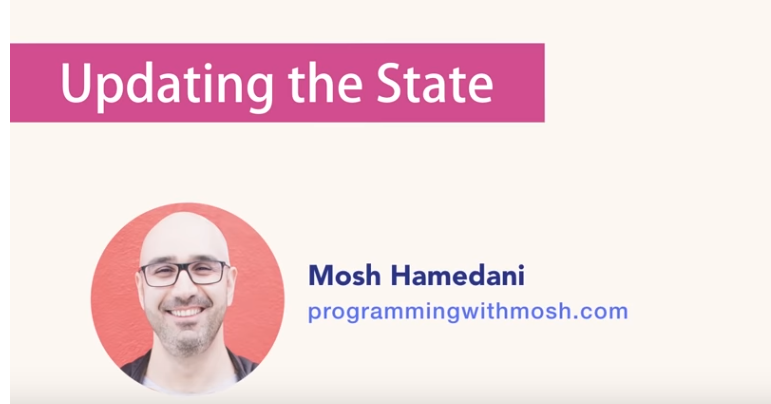 Updating the State
Mosh Hamedani
programmingwithmosh.com